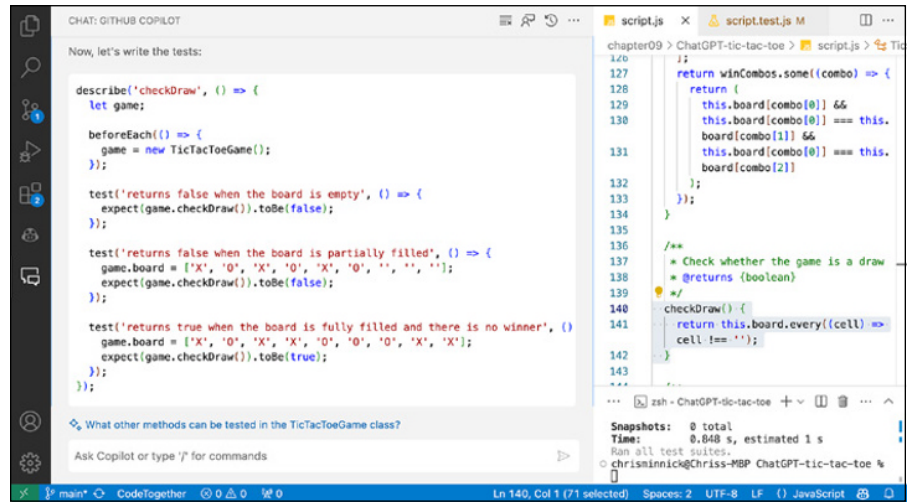 CHAT: GITHUB COPILOT
Now, let's write the tests:
describe('checkDraw', () => {
let game;
beforeEach(() => {
game = new TicTacToeGame();
});
test('returns false when the board is empty', () => {
expect(game.checkDraw()).toBe(false);
});
test('returns false when the board is partially filled', () => {
game.board = ['X', 'O', 'X', 'O', 'X', 'O', '', '', ''];
expect(game.checkDraw()).toBe(false);
});
test('returns true when the board is fully filled and there is no winner', ()
game.board = ['X', 'O', 'X', 'X', 'O', 'O', 'O', 'X', 'X'];
expect(game.checkDraw()).toBe(true);
});
});
What other methods can be tested in the TicTacToeGame class?
Ask Copilot or type '/' for commands
script.js
script.test.js M
chapter09 > ChatGPT-tic-tac-toe > script.js > Tic
126 ];
127 return winCombos.some((combo) => {
128 return (
129 this.board[combo[0]] &&
130 this.board[combo[0]] === this.
board[combo[1]] &&
131 this.board[combo[0]] === this.
board[combo[2]]
132 );
133 });
134 }
135
136 /**
137 * Check whether the game is a draw
138 * @returns {boolean}
139 */
140 checkDraw() {
141 return this.board.every((cell) =>
cell !== '');
142 }
143
zsh - ChatGPT-tic-tac-toe
Snapshots: 0 total
Time: 0.848 s, estimated 1 s
Ran all test suites.
chrisminnick@Chriss-MBP ChatGPT-tic-tac-toe %
1
2
main* CodeTogether 0 0 0 Ln 140, Col 1 (71 selected) Spaces: 2 UTF-8 LF {} JavaScript